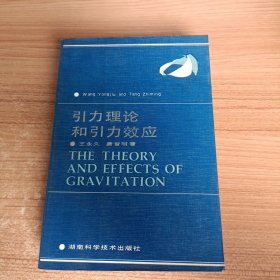 Wang Yongjiu and Tang Zhiming
引力理论
和引力效应
王永久 唐智明 著
THE THEORY
AND EFFECTS OF
GRAVITATION
湖南科学技术出版社